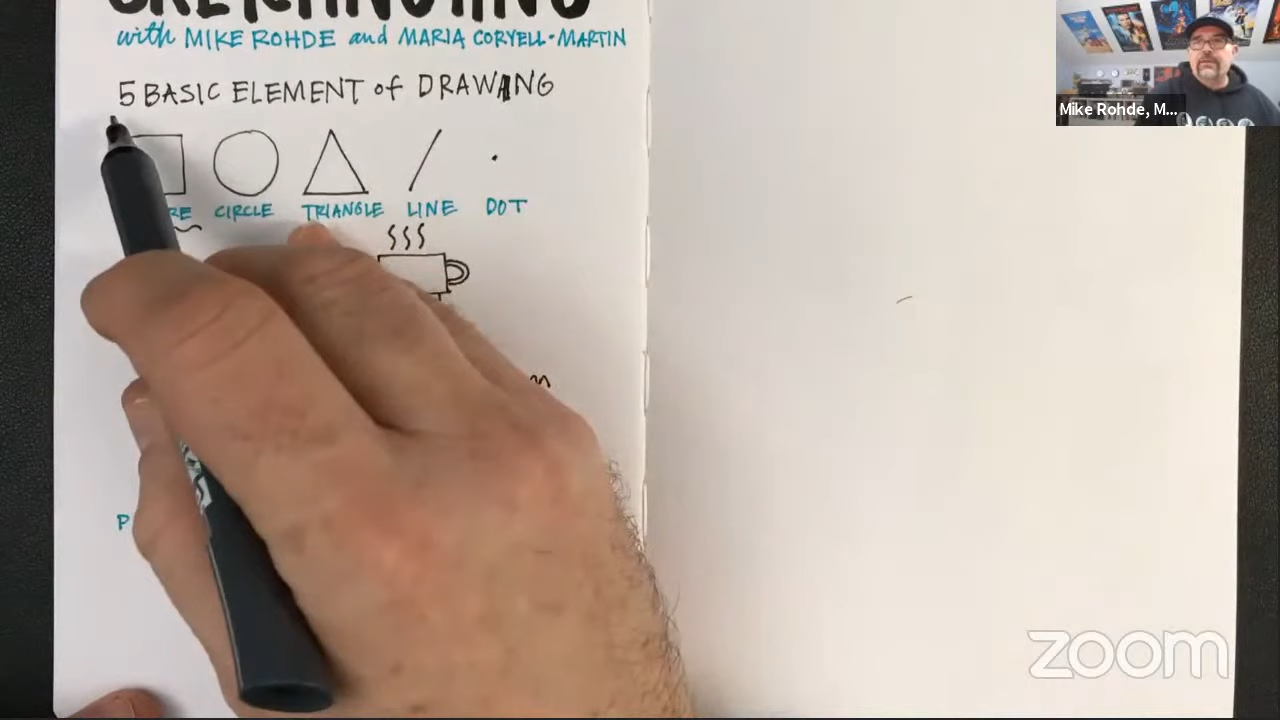 SKETCHNOTING
with MIKE ROHDE and MARIA CORYELL-MARTIN
5 BASIC ELEMENT of DRAWING
CIRCLE TRIANGLE LINE DOT
Mike Rohde, M...
zoom